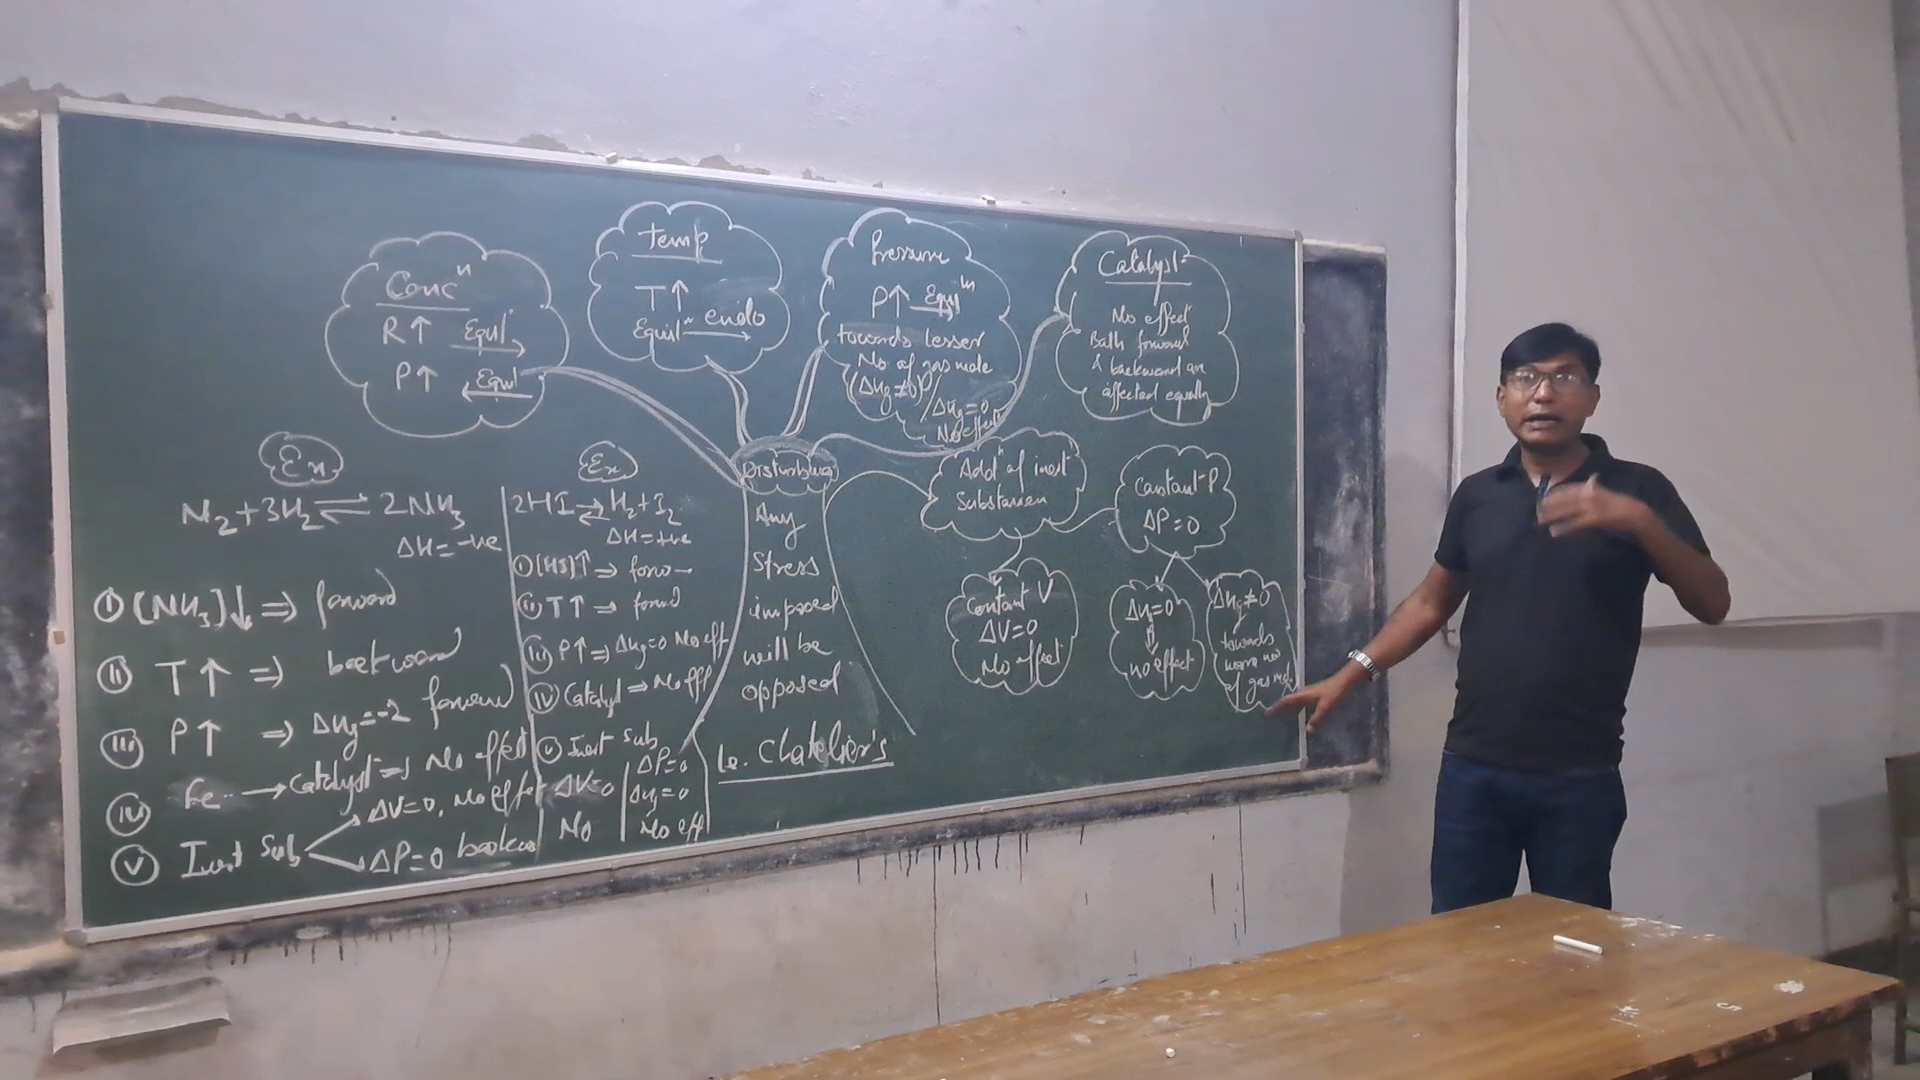 Concⁿ
R↑ Equil →
P↑ ← Equil
Temp
T↑
Equilⁿ endo →
Pressure
P↑ Equilᵐ →
towards lesser
No of gas mole
(Δng ≠ 0)
Δng = 0
No effect
Catalyst
No effect
Both forward
& backward are
affected equally
Disturbance
Any
Stress
imposed
will be
opposed
Le. Chatelier's
Addⁿ of inert
Substances
Constant P
ΔP = 0
Constant V
ΔV = 0
No effect
Δng = 0
no effect
Δng ≠ 0
towards
more no
of gas mole
Ex
N₂ + 3H₂ ⇌ 2NH₃
ΔH = -ve
(i) (NH₃)↓ ⇒ forward
(ii) T↑ ⇒ backward
(iii) P↑ ⇒ Δng = -2 forward
(iv) Fe → Catalyst ⇒ No effect
(v) Inert Sub
ΔV = 0, No effect
ΔP = 0 backw
Ex
2HI ⇌ H₂ + I₂
ΔH = +ve
(i) (HI)↑ ⇒ forw
(ii) T↑ ⇒ forwd
(iii) P↑ ⇒ Δng = 0 No eff
(iv) Catalyst ⇒ No eff
(v) Inert Sub
ΔV = 0
No
ΔP = 0
Δng = 0
No eff